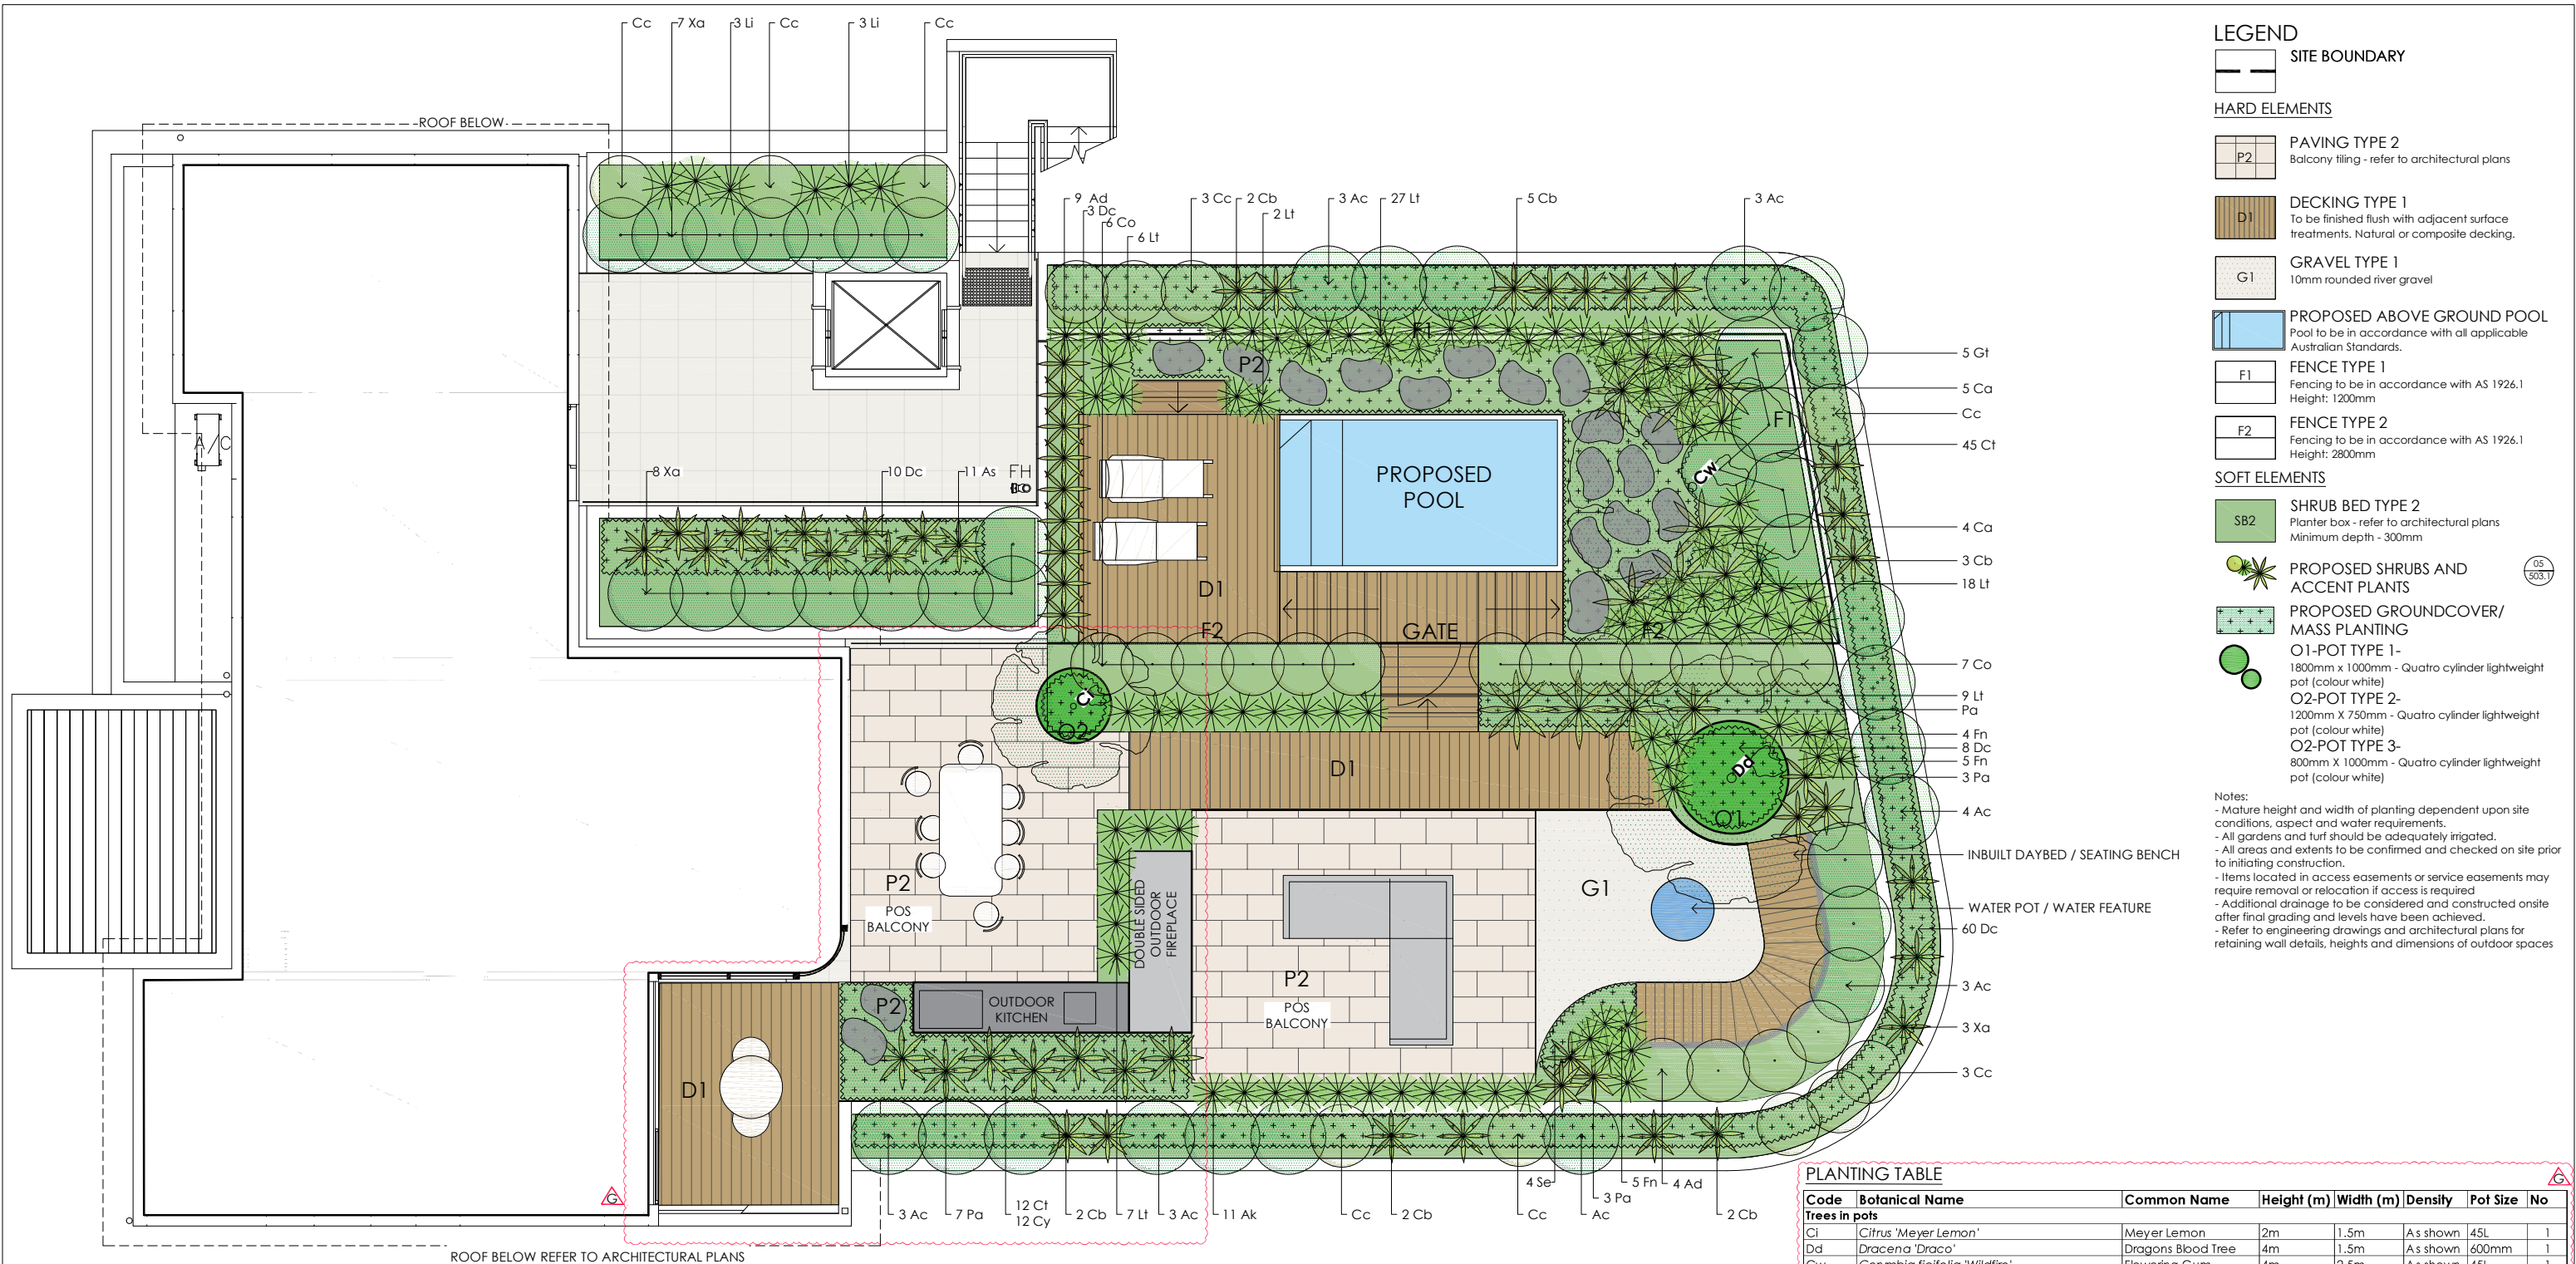 Cc
7 Xa
3 Li
Cc
3 Li
Cc
ROOF BELOW
9 Ad
3 Dc
6 Co
6 Lt
3 Cc
2 Cb
2 Lt
3 Ac
27 Lt
5 Cb
3 Ac
F1
P2
5 Gt
5 Ca
Cc
F1
45 Ct
A/C
8 Xa
10 Dc
11 As
FH
PROPOSED
POOL
Cw
4 Ca
3 Cb
18 Lt
D1
F2
GATE
F2
7 Co
9 Lt
Pa
Ci
O2
4 Fn
8 Dc
5 Fn
3 Pa
D1
Dd
O1
4 Ac
INBUILT DAYBED / SEATING BENCH
P2
POS
BALCONY
DOUBLE SIDED
OUTDOOR
FIREPLACE
G1
WATER POT / WATER FEATURE
60 Dc
P2
POS
BALCONY
P2
OUTDOOR
KITCHEN
3 Ac
3 Xa
3 Cc
D1
G
3 Ac
7 Pa
12 Ct
12 Cy
2 Cb
7 Lt
3 Ac
11 Ak
Cc
2 Cb
Cc
4 Se
Ac
3 Pa
5 Fn
4 Ad
2 Cb
ROOF BELOW REFER TO ARCHITECTURAL PLANS
LEGEND
SITE BOUNDARY
HARD ELEMENTS
P2
PAVING TYPE 2
Balcony tiling - refer to architectural plans
D1
DECKING TYPE 1
To be finished flush with adjacent surface
treatments. Natural or composite decking.
G1
GRAVEL TYPE 1
10mm rounded river gravel
PROPOSED ABOVE GROUND POOL
Pool to be in accordance with all applicable
Australian Standards.
F1
FENCE TYPE 1
Fencing to be in accordance with AS 1926.1
Height: 1200mm
F2
FENCE TYPE 2
Fencing to be in accordance with AS 1926.1
Height: 2800mm
SOFT ELEMENTS
SB2
SHRUB BED TYPE 2
Planter box - refer to architectural plans
Minimum depth - 300mm
PROPOSED SHRUBS AND
ACCENT PLANTS
05
503.1
PROPOSED GROUNDCOVER/
MASS PLANTING
O1-POT TYPE 1-
1800mm x 1000mm - Quatro cylinder lightweight
pot (colour white)
O2-POT TYPE 2-
1200mm X 750mm - Quatro cylinder lightweight
pot (colour white)
O2-POT TYPE 3-
800mm X 1000mm - Quatro cylinder lightweight
pot (colour white)
Notes:
- Mature height and width of planting dependent upon site
conditions, aspect and water requirements.
- All gardens and turf should be adequately irrigated.
- All areas and extents to be confirmed and checked on site prior
to initiating construction.
- Items located in access easements or service easements may
require removal or relocation if access is required
- Additional drainage to be considered and constructed onsite
after final grading and levels have been achieved.
- Refer to engineering drawings and architectural plans for
retaining wall details, heights and dimensions of outdoor spaces
PLANTING TABLE
G
Code Botanical Name Common Name Height (m) Width (m) Density Pot Size No
Trees in pots
Ci Citrus 'Meyer Lemon' Meyer Lemon 2m 1.5m As shown 45L 1
Dd Dracena 'Draco' Dragons Blood Tree 4m 1.5m As shown 600mm 1